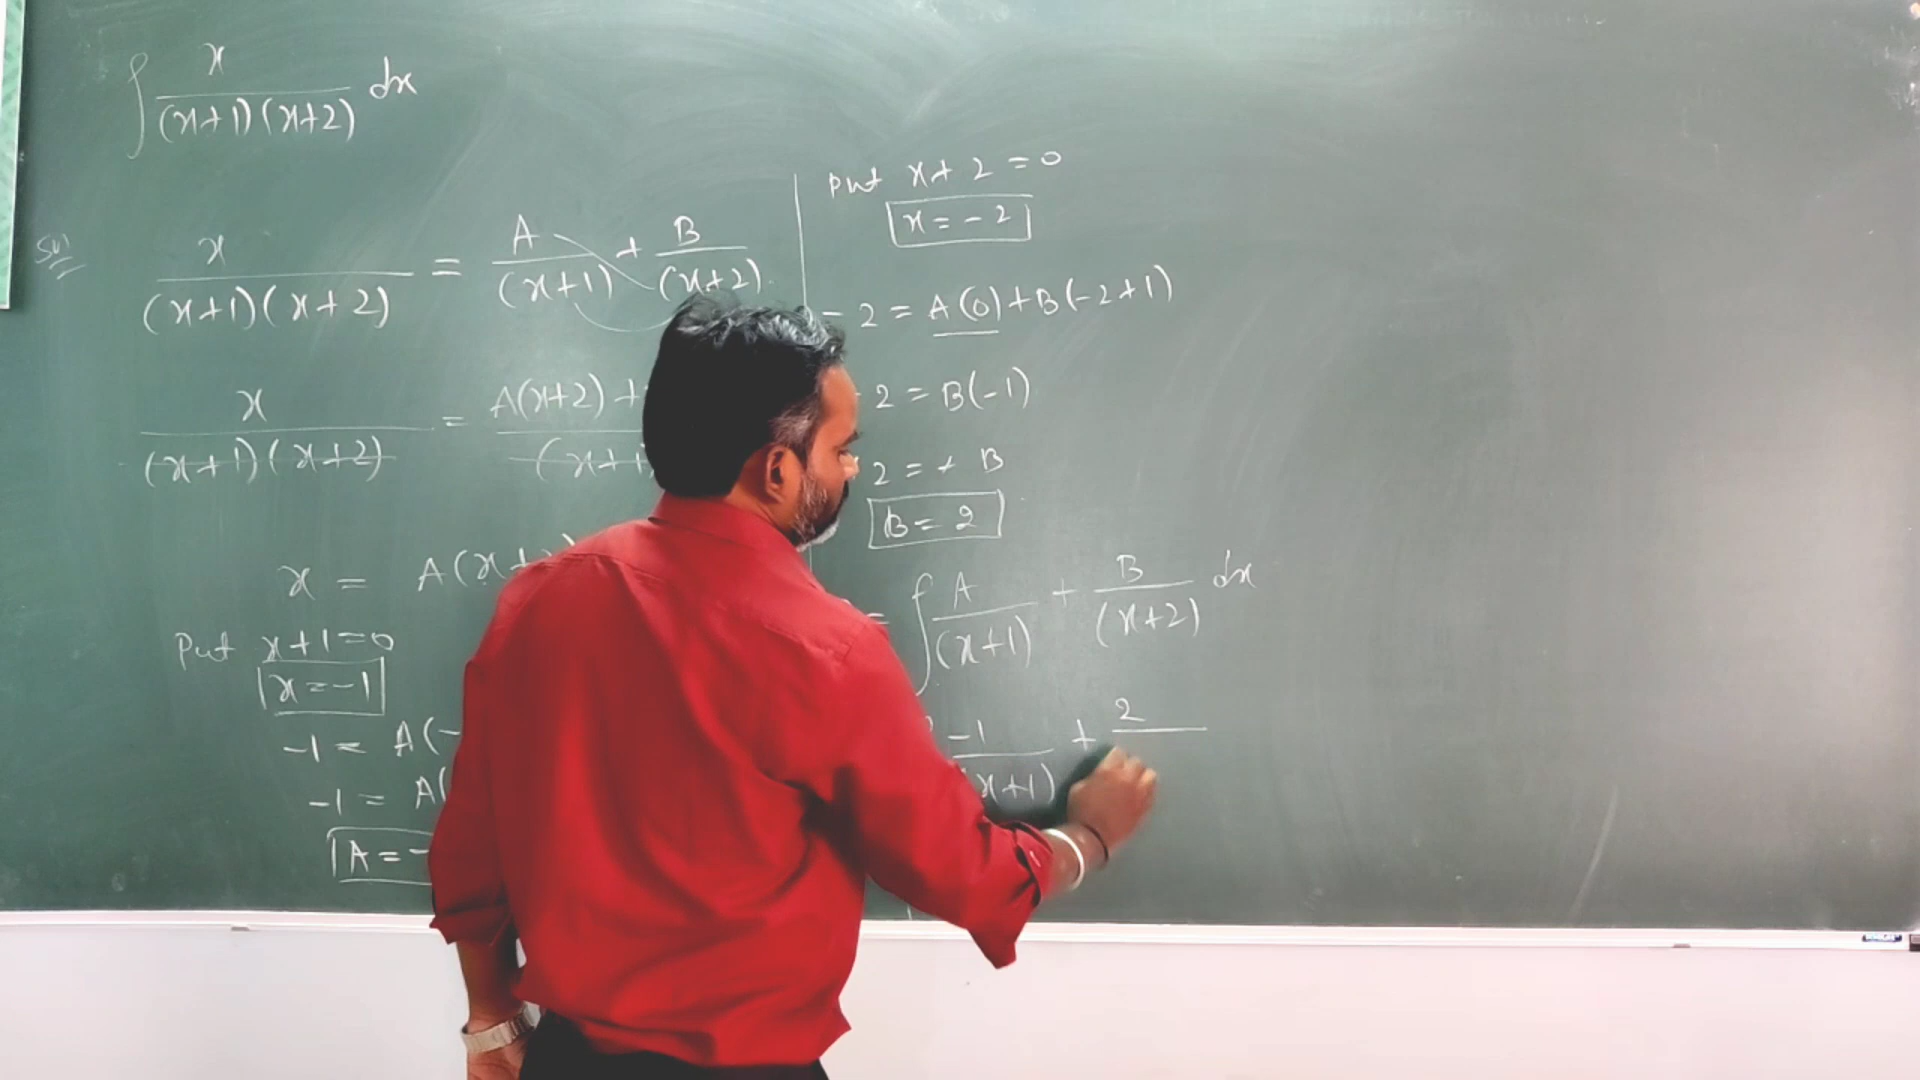 ∫ x / (x+1)(x+2) dx
Sol
x / (x+1)(x+2) = A / (x+1) + B / (x+2)
x / (x+1)(x+2) = A(x+2) + / (x+1
x = A(x+
Put x+1=0
x=-1
-1 = A(-
-1 = A(
A=-
Put x+2=0
x=-2
-2 = A(0)+B(-2+1)
2 = B(-1)
2 = + B
B = 2
= ∫ A / (x+1) + B / (x+2) dx
-1 / (x+1) + 2